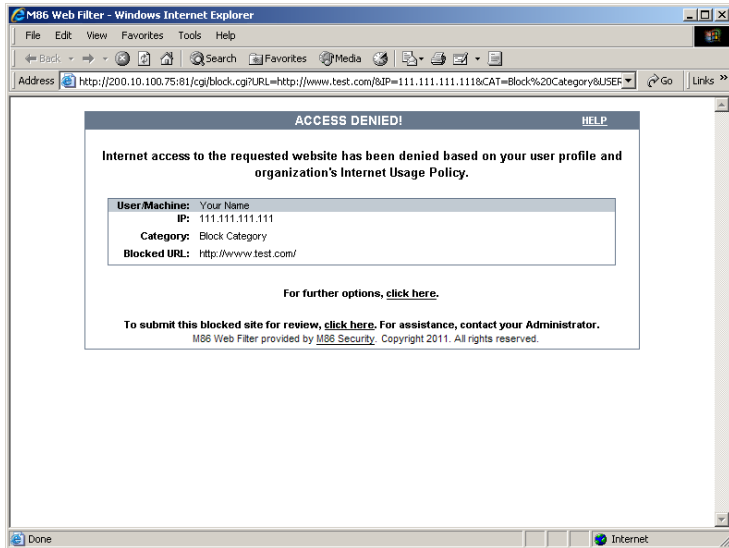 M86 Web Filter - Windows Internet Explorer
File Edit View Favorites Tools Help
Back Search Favorites Media
Address http://200.10.100.75:81/cgi/block.cgi?URL=http://www.test.com/&IP=111.111.111.111&CAT=Block%20Category&USER Go Links »
ACCESS DENIED! HELP
Internet access to the requested website has been denied based on your user profile and
organization's Internet Usage Policy.
User/Machine: Your Name
IP: 111.111.111.111
Category: Block Category
Blocked URL: http://www.test.com/
For further options, click here.
To submit this blocked site for review, click here. For assistance, contact your Administrator.
M86 Web Filter provided by M86 Security. Copyright 2011. All rights reserved.
Done Internet